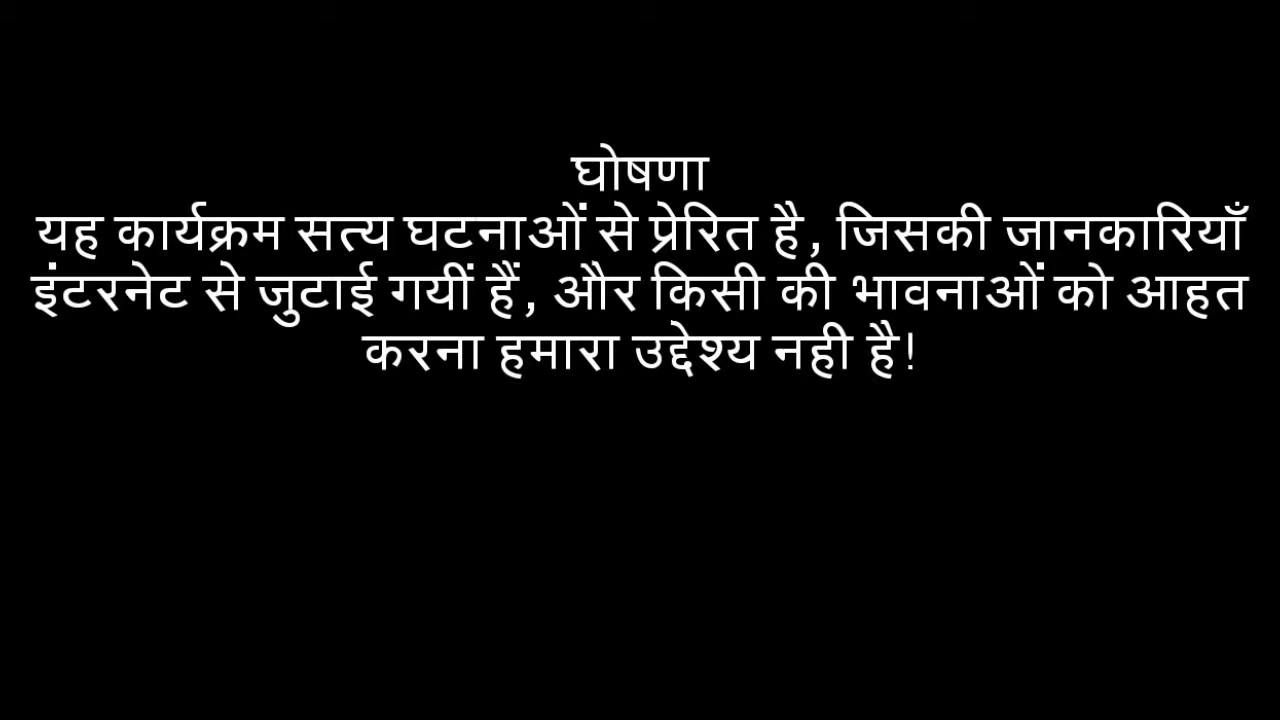 घोषणा
यह कार्यक्रम सत्य घटनाओं से प्रेरित है, जिसकी जानकारियाँ
इंटरनेट से जुटाई गयीं हैं, और किसी की भावनाओं को आहत
करना हमारा उद्देश्य नही है!